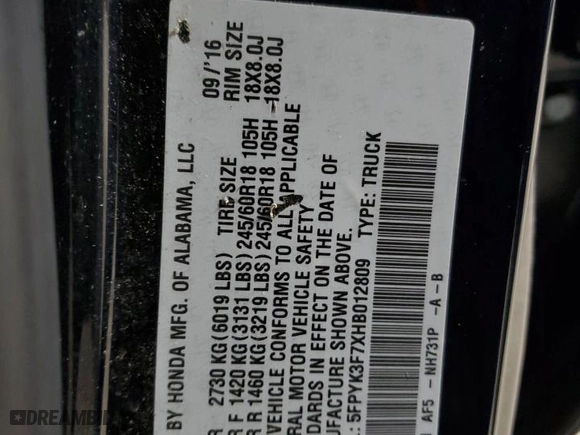 BY HONDA MFG. OF ALABAMA, LLC 09/'16
R 2730 KG (6019 LBS) TIRE SIZE RIM SIZE
R F 1420 KG (3131 LBS) 245/60R18 105H 18X8.0J
R R 1460 KG (3219 LBS) 245/60R18 105H 18X8.0J
VEHICLE CONFORMS TO ALL APPLICABLE
RAL MOTOR VEHICLE SAFETY
DARDS IN EFFECT ON THE DATE OF
UFACTURE SHOWN ABOVE.
: 5FPYK3F7XHB012809 TYPE: TRUCK
AF5 - NH731P -A -B
DREAMBID